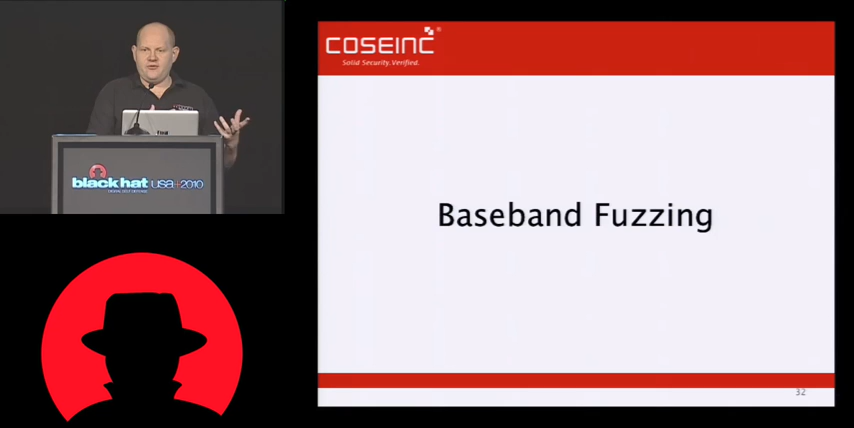 black hat USA + 2010
COSEINC®
Solid Security.Verified.
Baseband Fuzzing
32